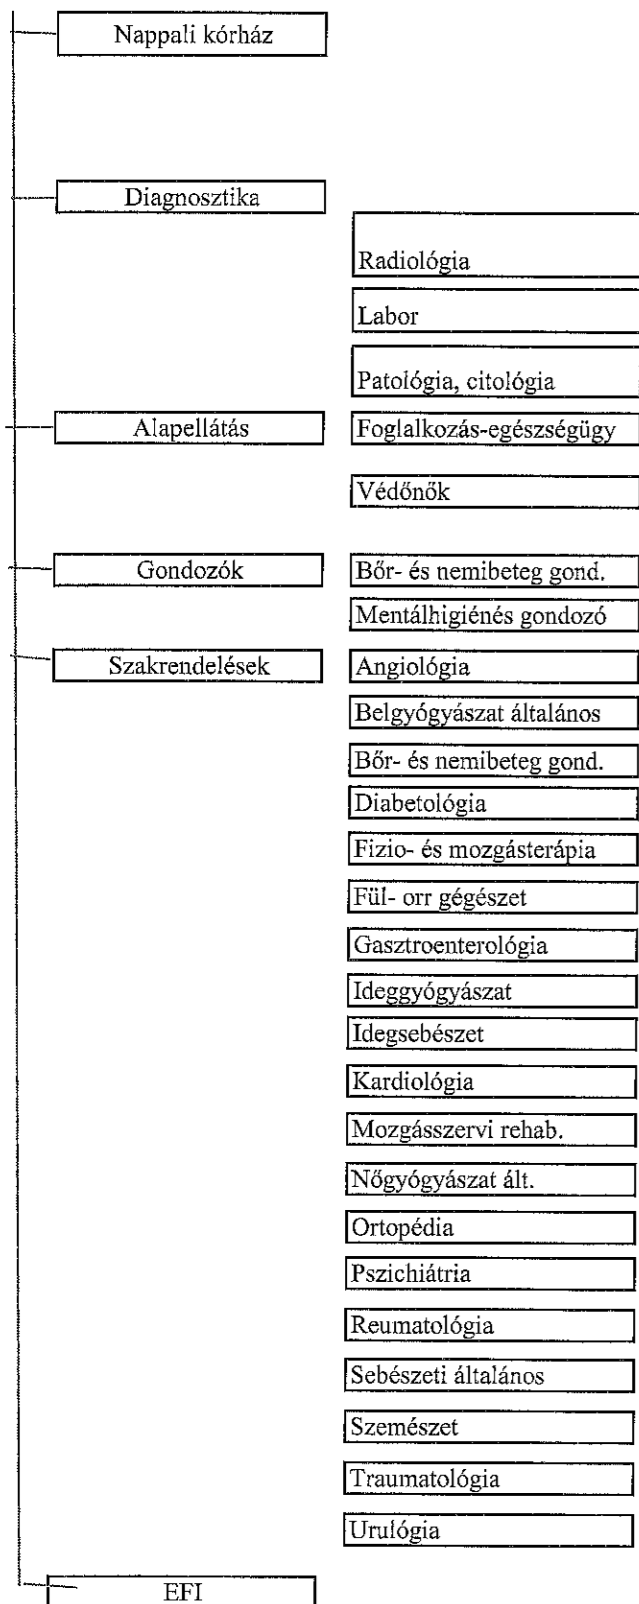 Nappali kórház
Diagnosztika
Radiológia
Labor
Patológia, citológia
Alapellátás
Foglalkozás-egészségügy
Védőnők
Gondozók
Bőr- és nemibeteg gond.
Mentálhigiénés gondozó
Szakrendelések
Angiológia
Belgyógyászat általános
Bőr- és nemibeteg gond.
Diabetológia
Fizio- és mozgásterápia
Fül- orr gégészet
Gasztroenterológia
Ideggyógyászat
Idegsebészet
Kardiológia
Mozgásszervi rehab.
Nőgyógyászat ált.
Ortopédia
Pszichiátria
Reumatológia
Sebészeti általános
Szemészet
Traumatológia
Urulógia
EFI